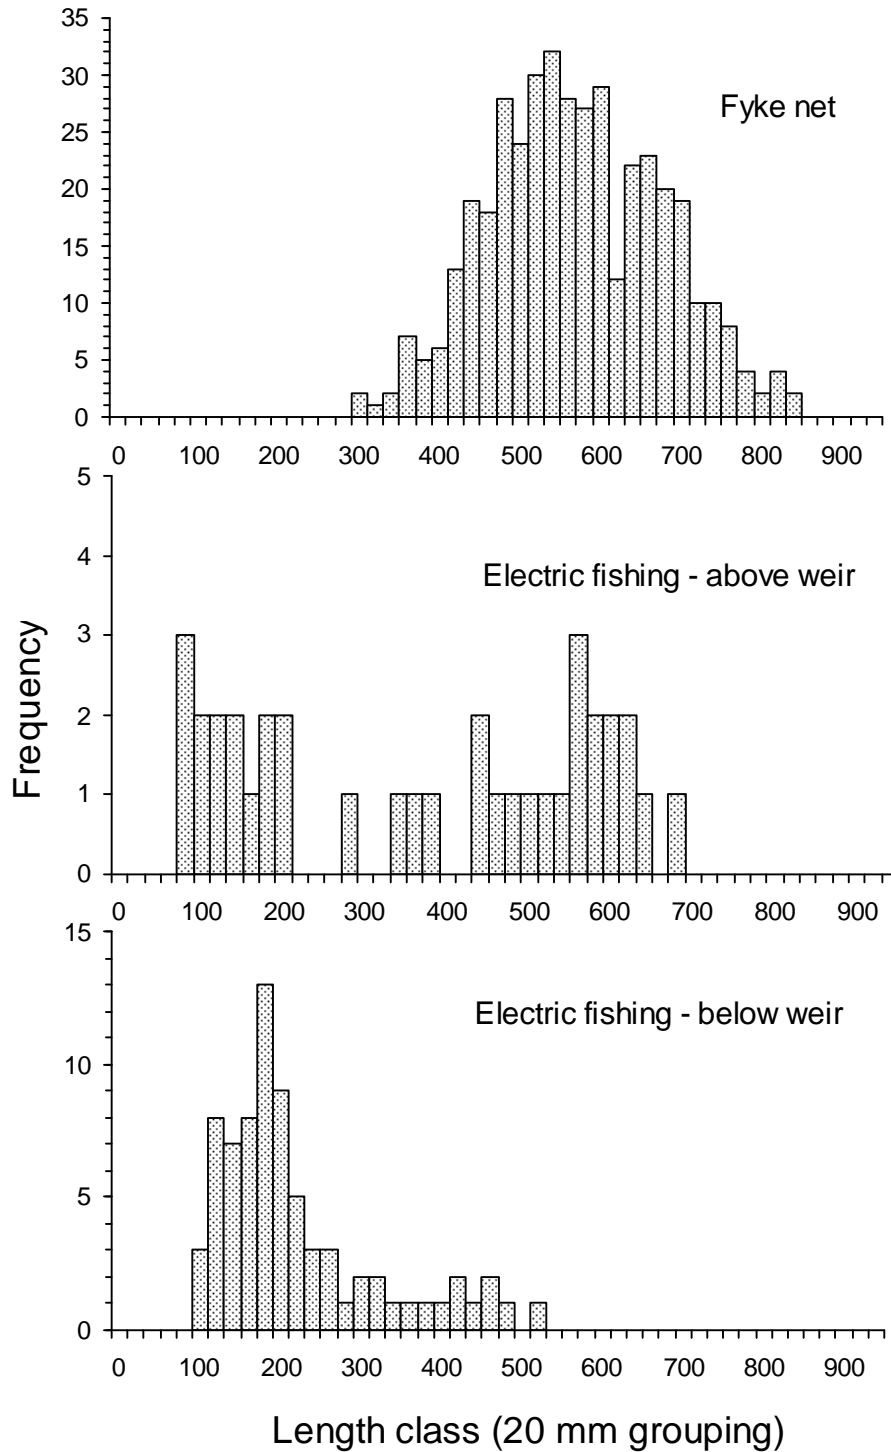 35
30
25
20
15
10
5
0
Fyke net
0 100 200 300 400 500 600 700 800 900
5
4
3
2
1
0
Electric fishing - above weir
Frequency
0 100 200 300 400 500 600 700 800 900
15
10
5
0
Electric fishing - below weir
0 100 200 300 400 500 600 700 800 900
Length class (20 mm grouping)